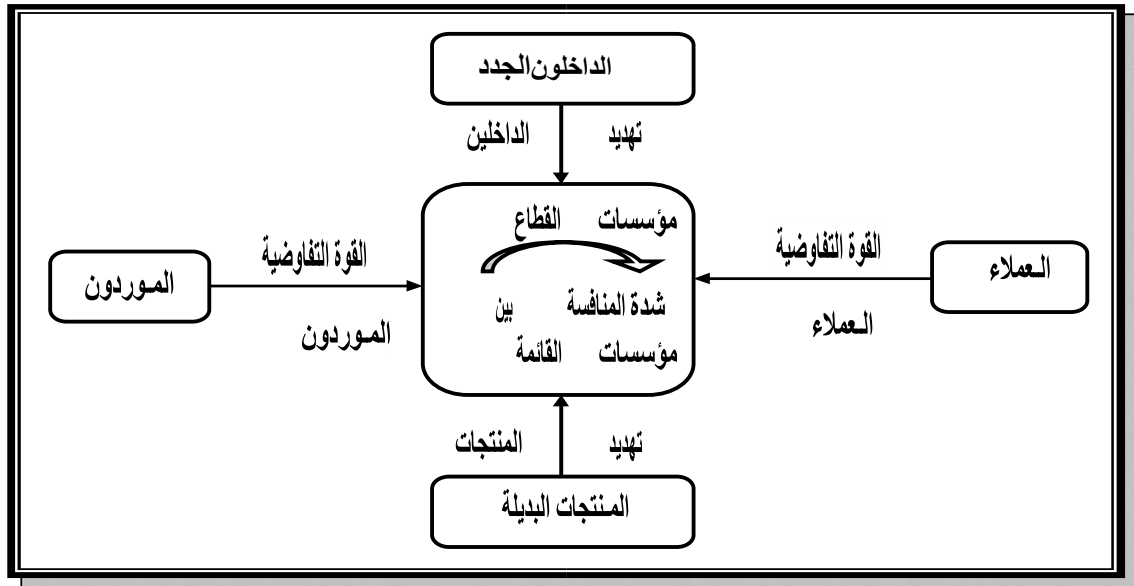 الداخلون الجدد
تهديد الداخلين
مؤسسات القطاع
شدة المنافسة بين
مؤسسات القائمة
العملاء
القوة التفاوضية
العملاء
الموردون
القوة التفاوضية
الموردون
تهديد المنتجات
المنتجات البديلة